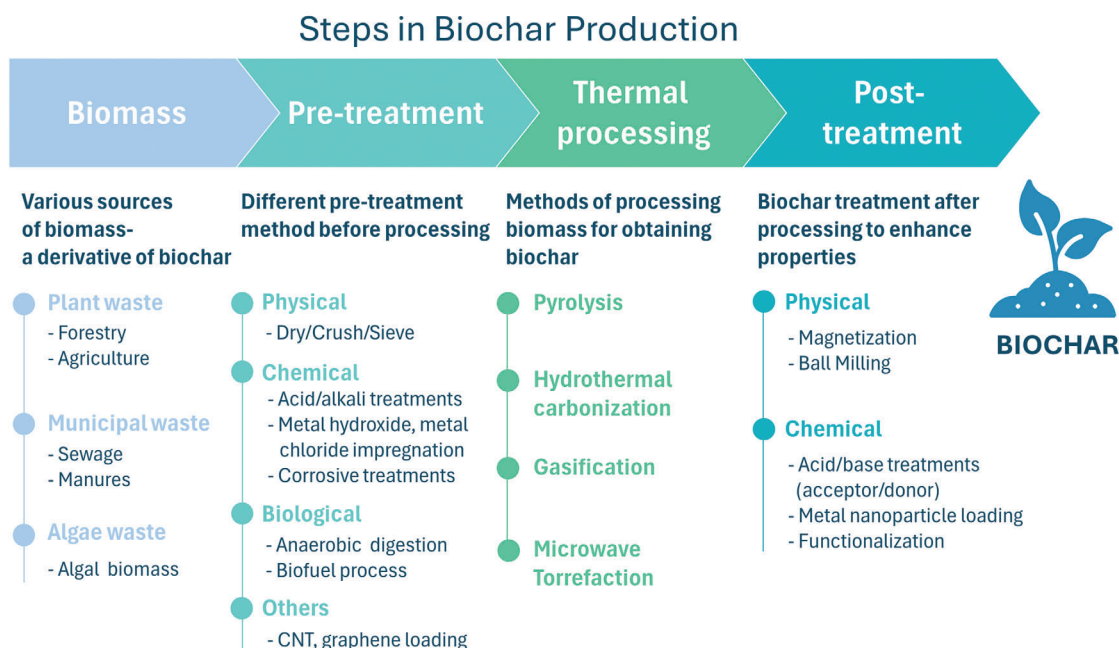 Steps in Biochar Production
Biomass
Pre-treatment
Thermal
processing
Post-
treatment
Various sources
of biomass-
a derivative of biochar
Plant waste
- Forestry
- Agriculture
Municipal waste
- Sewage
- Manures
Algae waste
- Algal biomass
Different pre-treatment
method before processing
Physical
- Dry/Crush/Sieve
Chemical
- Acid/alkali treatments
- Metal hydroxide, metal
chloride impregnation
- Corrosive treatments
Biological
- Anaerobic digestion
- Biofuel process
Others
- CNT, graphene loading
Methods of processing
biomass for obtaining
biochar
Pyrolysis
Hydrothermal
carbonization
Gasification
Microwave
Torrefaction
Biochar treatment after
processing to enhance
properties
Physical
- Magnetization
- Ball Milling
Chemical
- Acid/base treatments
(acceptor/donor)
- Metal nanoparticle loading
- Functionalization
BIOCHAR